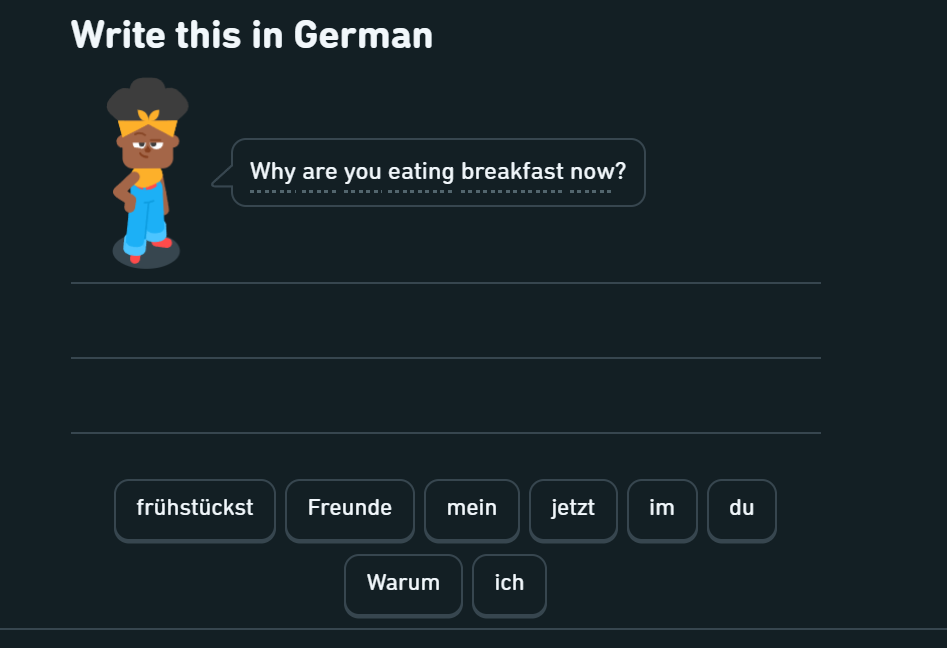 Write this in German
Why are you eating breakfast now?
frühstückst Freunde mein jetzt im du
Warum ich